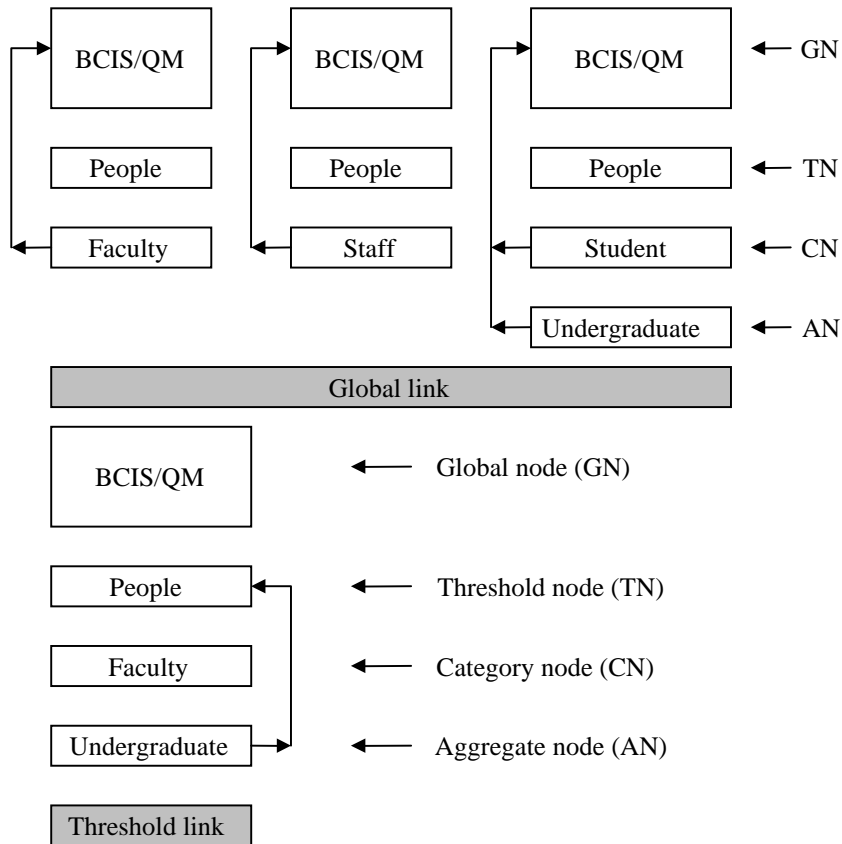 BCIS/QM BCIS/QM BCIS/QM GN
People People People TN
Faculty Staff Student CN
Undergraduate AN
Global link
BCIS/QM Global node (GN)
People Threshold node (TN)
Faculty Category node (CN)
Undergraduate Aggregate node (AN)
Threshold link